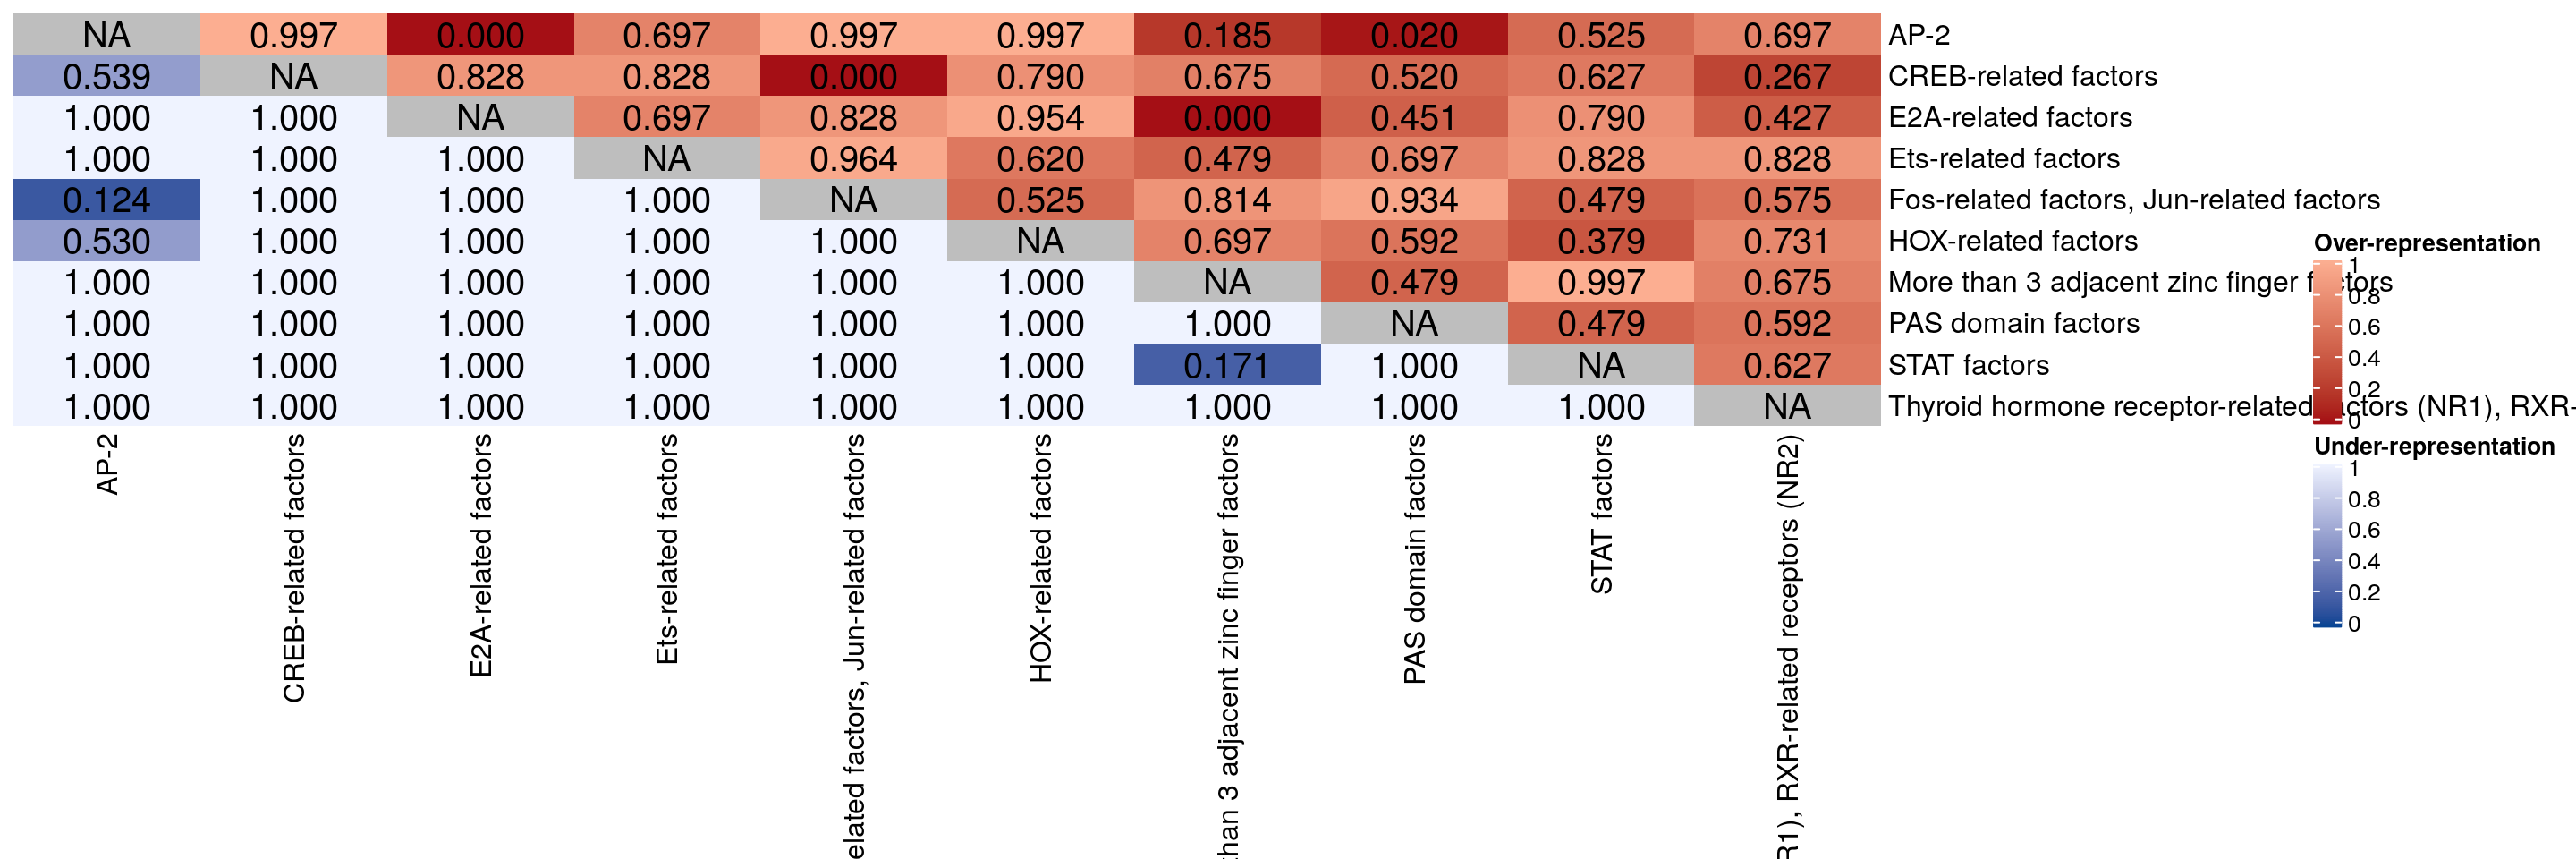 NA 0.997 0.000 0.697 0.997 0.997 0.185 0.020 0.525 0.697 AP-2
0.539 NA 0.828 0.828 0.000 0.790 0.675 0.520 0.627 0.267 CREB-related factors
1.000 1.000 NA 0.697 0.828 0.954 0.000 0.451 0.790 0.427 E2A-related factors
1.000 1.000 1.000 NA 0.964 0.620 0.479 0.697 0.828 0.828 Ets-related factors
0.124 1.000 1.000 1.000 NA 0.525 0.814 0.934 0.479 0.575 Fos-related factors, Jun-related factors
0.530 1.000 1.000 1.000 1.000 NA 0.697 0.592 0.379 0.731 HOX-related factors
1.000 1.000 1.000 1.000 1.000 1.000 NA 0.479 0.997 0.675 More than 3 adjacent zinc finger factors
1.000 1.000 1.000 1.000 1.000 1.000 1.000 NA 0.479 0.592 PAS domain factors
1.000 1.000 1.000 1.000 1.000 1.000 0.171 1.000 NA 0.627 STAT factors
1.000 1.000 1.000 1.000 1.000 1.000 1.000 1.000 1.000 NA Thyroid hormone receptor-related factors (NR1), RXR-
AP-2
CREB-related factors
E2A-related factors
Ets-related factors
elated factors, Jun-related factors
HOX-related factors
than 3 adjacent zinc finger factors
PAS domain factors
STAT factors
R1), RXR-related receptors (NR2)
Over-representation
1
0.8
0.6
0.4
0.2
0
Under-representation
1
0.8
0.6
0.4
0.2
0